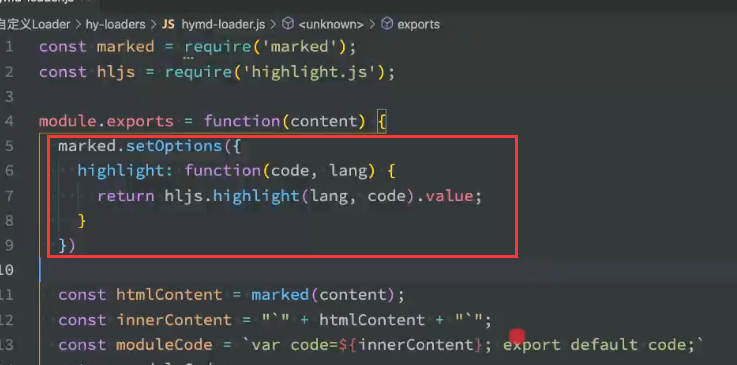 自定义Loader > hy-loaders > JS hymd-loader.js > <unknown> > exports
1 const marked = require('marked');
2 const hljs = require('highlight.js');
3
4 module.exports = function(content) {
5 marked.setOptions({
6 highlight: function(code, lang) {
7 return hljs.highlight(lang, code).value;
8 }
9 })
10
11 const htmlContent = marked(content);
12 const innerContent = "`" + htmlContent + "`";
13 const moduleCode = `var code=${innerContent}; export default code;`